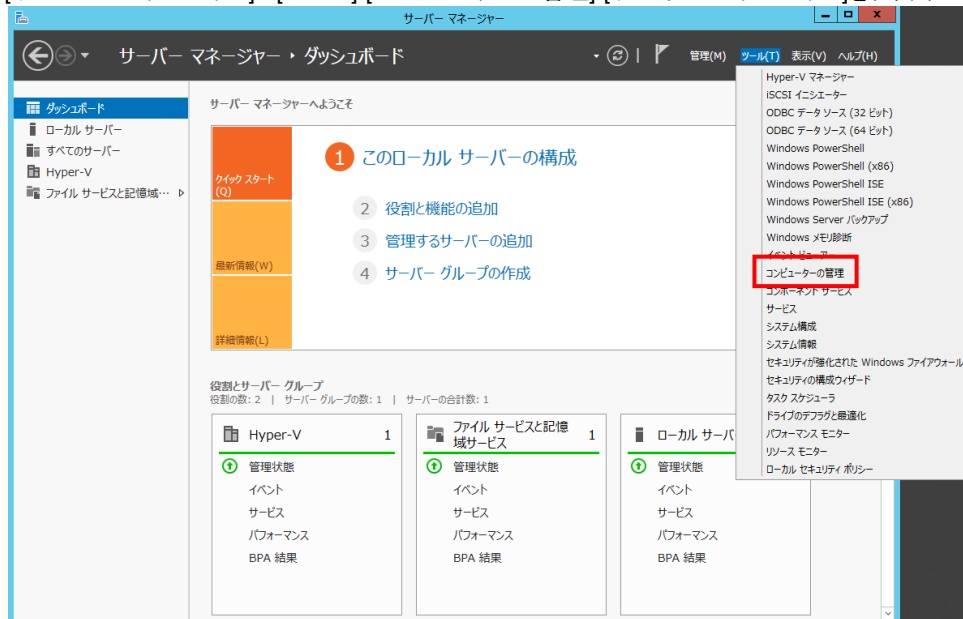 サーバー マネージャー
サーバー マネージャー・ダッシュボード
管理(M) ツール(T) 表示(V) ヘルプ(H)
ダッシュボード
ローカル サーバー
すべてのサーバー
Hyper-V
ファイル サービスと記憶域…
サーバー マネージャーへようこそ
クイック スタート
(Q)
最新情報(W)
詳細情報(L)
1 このローカル サーバーの構成
2 役割と機能の追加
3 管理するサーバーの追加
4 サーバー グループの作成
役割とサーバー グループ
役割の数: 2 | サーバー グループの数: 1 | サーバーの合計数: 1
Hyper-V 1
管理状態
イベント
サービス
パフォーマンス
BPA 結果
ファイル サービスと記憶
域サービス 1
管理状態
イベント
サービス
パフォーマンス
BPA 結果
ローカル サーバ
管理状態
イベント
サービス
パフォーマンス
BPA 結果
Hyper-V マネージャー
iSCSI イニシエーター
ODBC データ ソース (32 ビット)
ODBC データ ソース (64 ビット)
Windows PowerShell
Windows PowerShell (x86)
Windows PowerShell ISE
Windows PowerShell ISE (x86)
Windows Server バックアップ
Windows メモリ診断
イベント ビューアー
コンピューターの管理
コンポーネント サービス
サービス
システム構成
システム情報
セキュリティが強化された Windows ファイアウォール
セキュリティの構成ウィザード
タスク スケジューラ
ドライブのデフラグと最適化
パフォーマンス モニター
リソース モニター
ローカル セキュリティ ポリシー